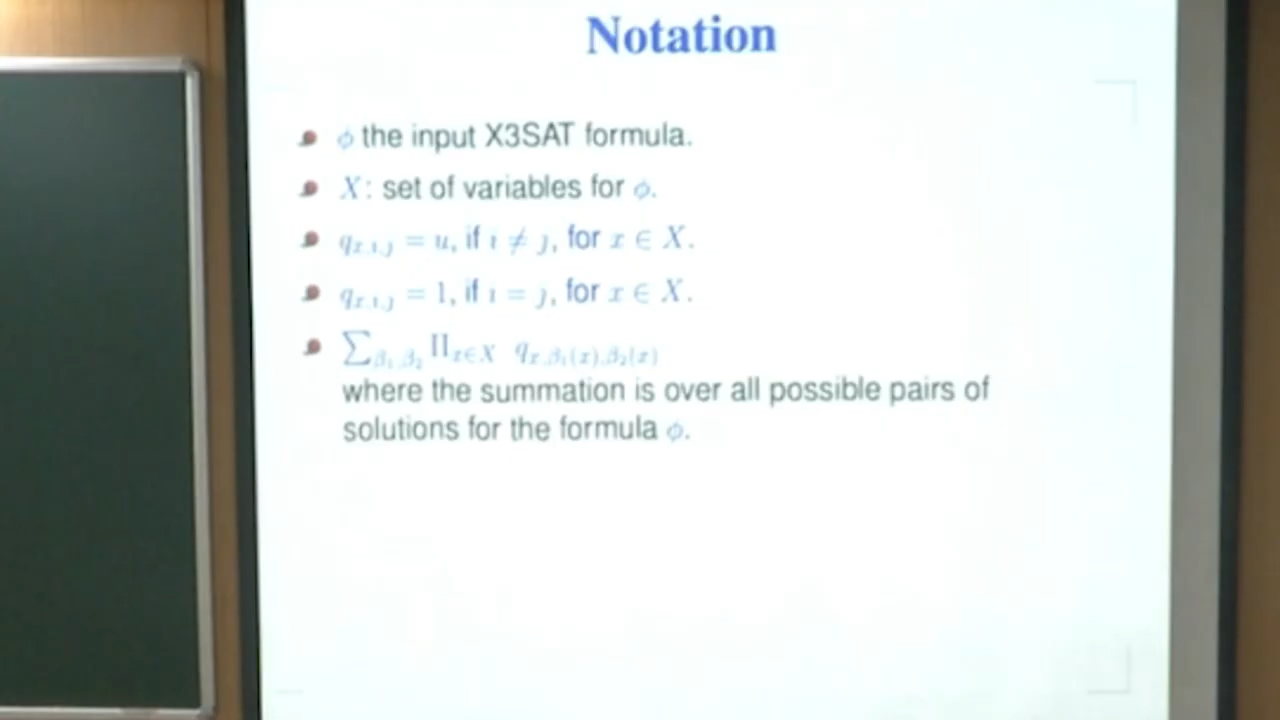 Notation
ϕ the input X3SAT formula.
X: set of variables for ϕ.
q_{x,i,j} = u, if i ≠ j, for x ∈ X.
q_{x,i,j} = 1, if i = j, for x ∈ X.
∑_{β₁,β₂} Π_{x∈X} q_{x,β₁(x),β₂(x)}
where the summation is over all possible pairs of
solutions for the formula ϕ.